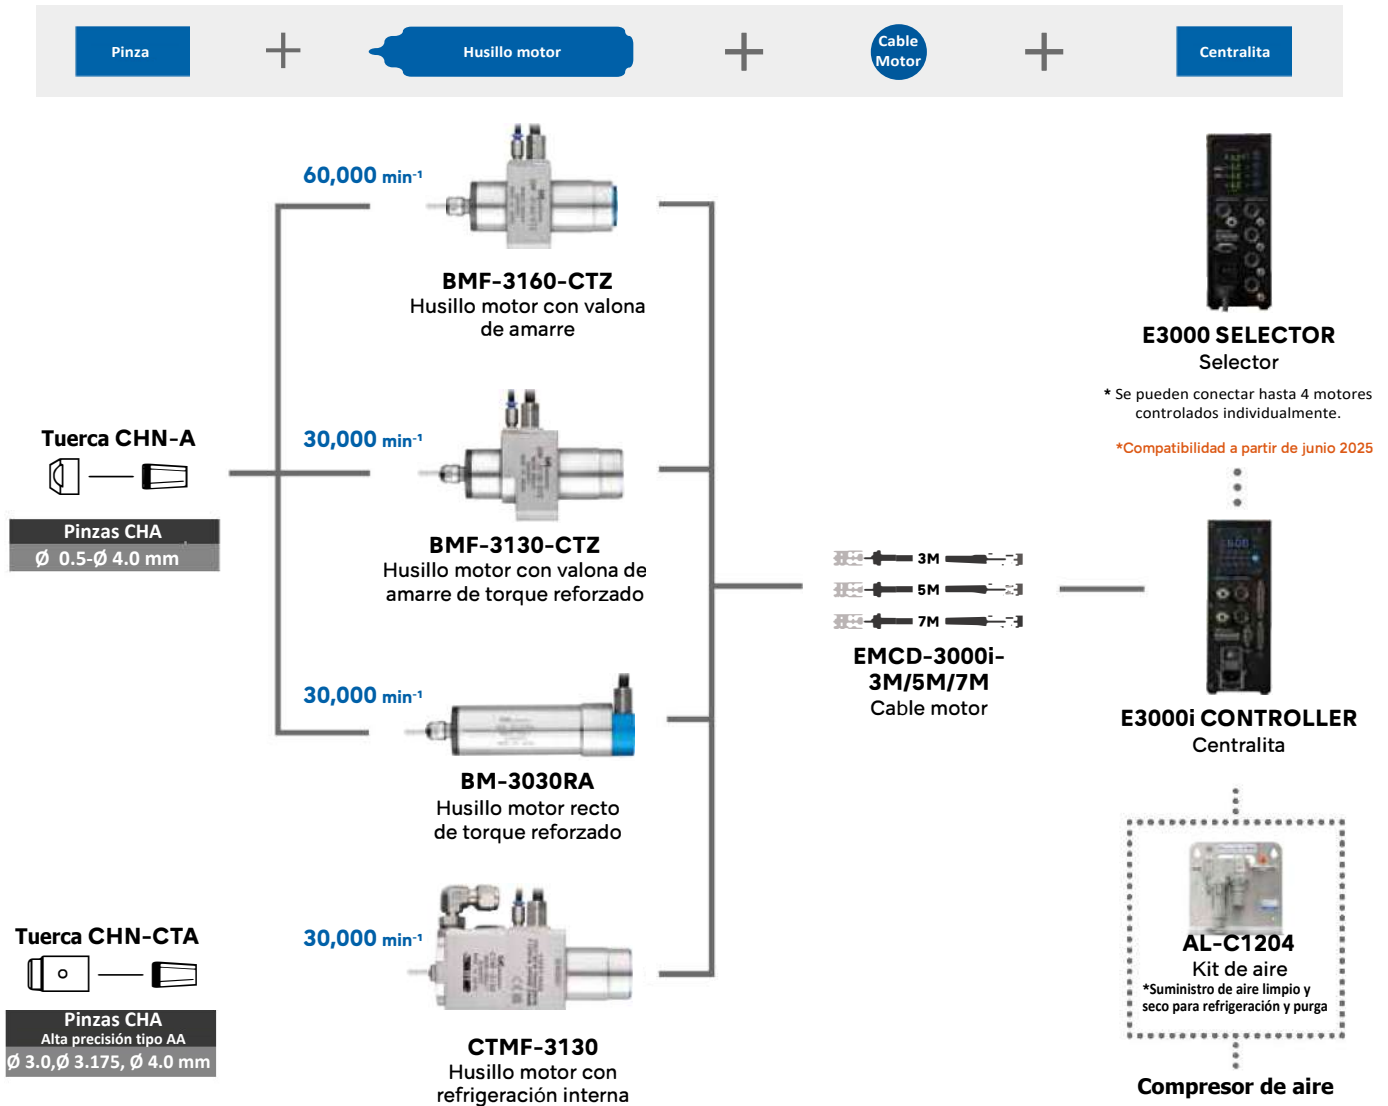 Pinza
Husillo motor
Cable
Motor
Centralita
60,000 min-1
BMF-3160-CTZ
Husillo motor con valona
de amarre
E3000 SELECTOR
Selector
* Se pueden conectar hasta 4 motores
controlados individualmente.
*Compatibilidad a partir de junio 2025
Tuerca CHN-A
Pinzas CHA
Ø 0.5-Ø 4.0 mm
30,000 min-1
BMF-3130-CTZ
Husillo motor con valona de
amarre de torque reforzado
3M
5M
7M
EMCD-3000i-
3M/5M/7M
Cable motor
E3000i CONTROLLER
Centralita
30,000 min-1
BM-3030RA
Husillo motor recto
de torque reforzado
AL-C1204
Kit de aire
*Suministro de aire limpio y
seco para refrigeración y purga
Compresor de aire
Tuerca CHN-CTA
Pinzas CHA
Alta precisión tipo AA
Ø 3.0,Ø 3.175, Ø 4.0 mm
30,000 min-1
CTMF-3130
Husillo motor con
refrigeración interna